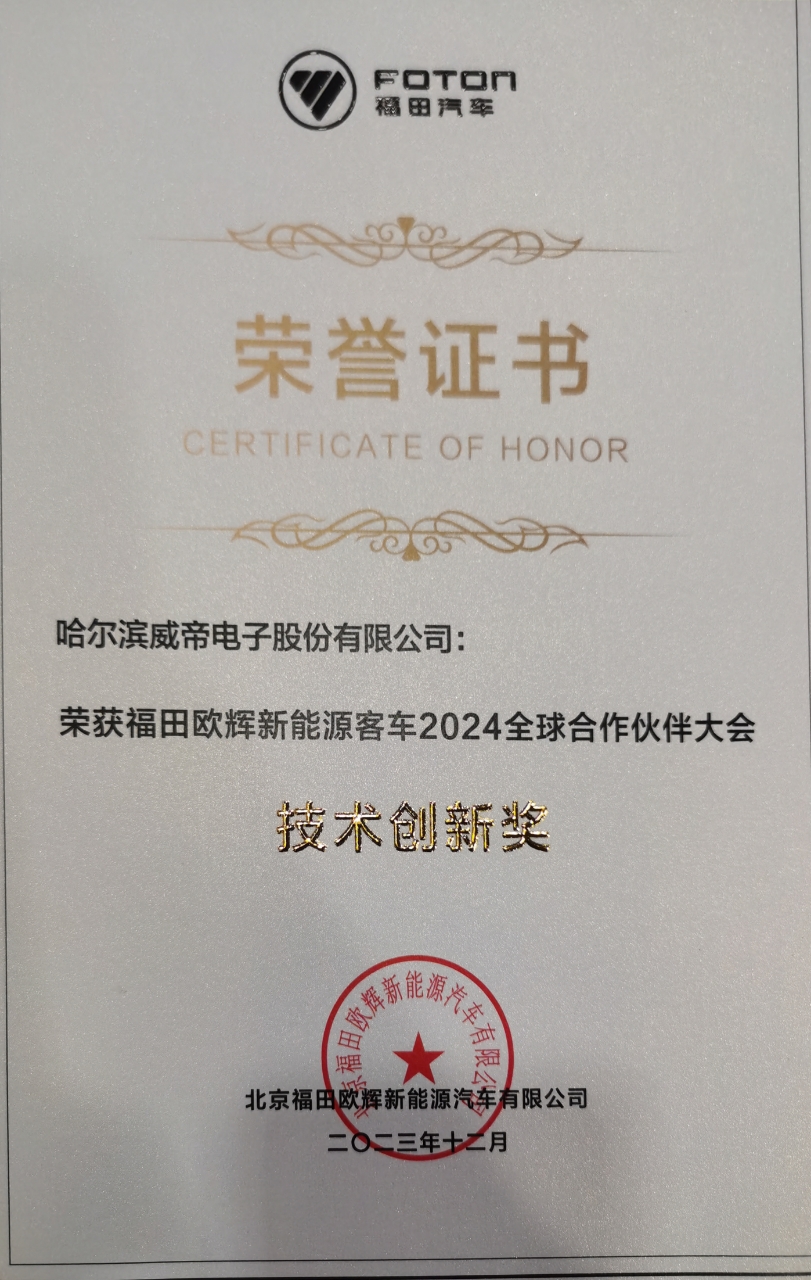 FOTON
福田汽车
荣誉证书
CERTIFICATE OF HONOR
哈尔滨威帝电子股份有限公司：
荣获福田欧辉新能源客车2024全球合作伙伴大会
技术创新奖
北京福田欧辉新能源汽车有限公司
北京福田欧辉新能源汽车有限公司
二〇二三年十二月